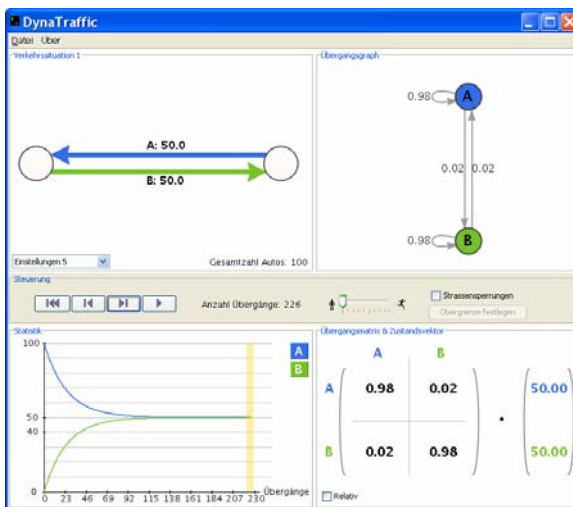 DynaTraffic
Datei Über
Verkehrssituation 1
A: 50.0
B: 50.0
Einstellungen 5
Gesamtzahl Autos: 100
Übergangsgraph
0.98
A
0.02
0.02
0.98
B
Steuerung
Anzahl Übergänge: 226
Strassensperrungen
Obergrenze festlegen
Statistik
100
50
40
0
0 23 46 69 92 115 138 161 184 207 230
Übergänge
A
B
Übergangsmatrix & Zustandsvektor
A B
A 0.98 0.02 50.00
B 0.02 0.98 50.00
Relativ